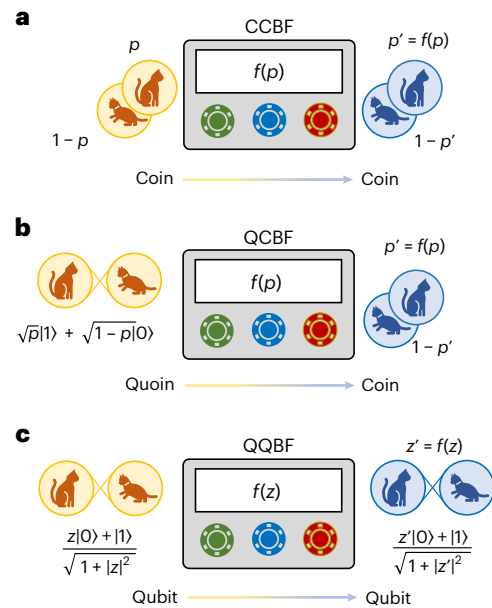 a
CCBF
p
p′ = f(p)
f(p)
1 − p
1 − p′
Coin
Coin
b
QCBF
p′ = f(p)
f(p)
√p|1⟩ + √1 − p|0⟩
1 − p′
Quoin
Coin
c
QQBF
z′ = f(z)
f(z)
z|0⟩ + |1⟩
√1 + |z|²
z′|0⟩ + |1⟩
√1 + |z′|²
Qubit
Qubit